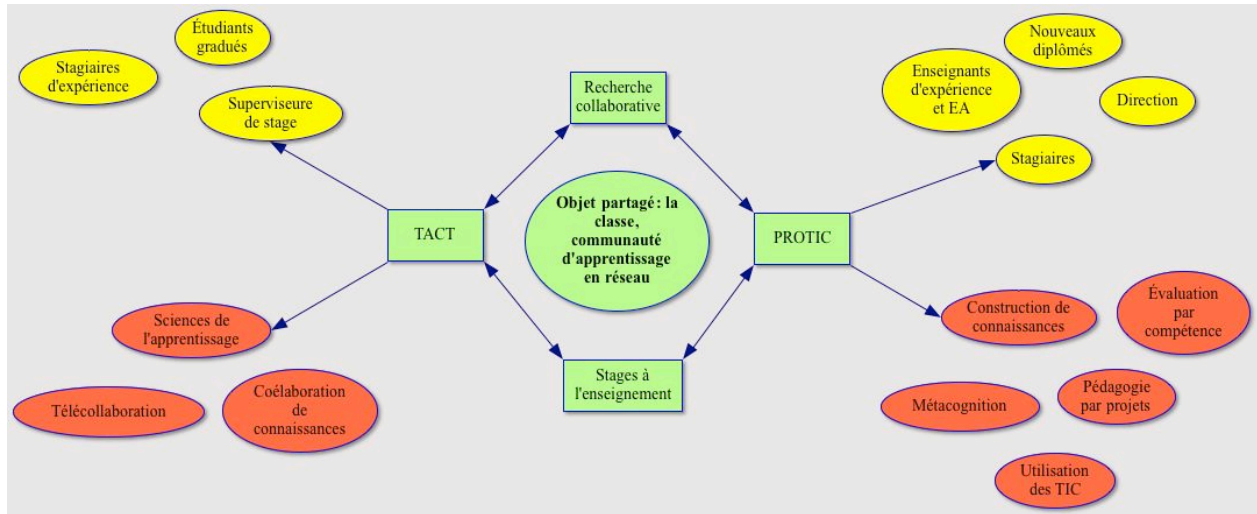 Étudiants
gradués
Stagiaires
d'expérience
Superviseure
de stage
Recherche
collaborative
Nouveaux
diplômés
Enseignants
d'expérience
et EA
Direction
Stagiaires
TACT
Objet partagé : la
classe,
communauté
d'apprentissage
en réseau
PROTIC
Sciences de
l'apprentissage
Télécollaboration
Coélaboration
de
connaissances
Stages à
l'enseignement
Construction de
connaissances
Évaluation
par
compétence
Métacognition
Pédagogie
par projets
Utilisation
des TIC